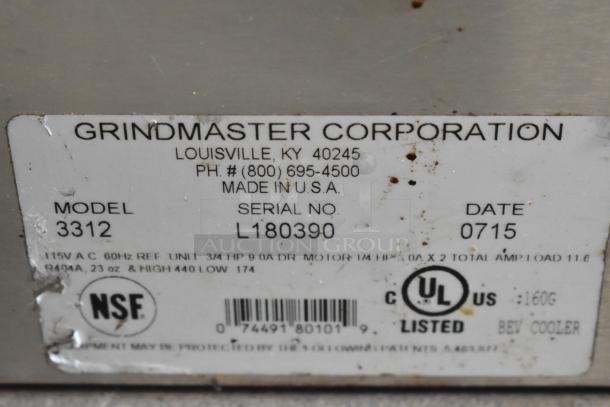 GRINDMASTER CORPORATION
LOUISVILLE, KY 40245
PH. # (800) 695-4500
MADE IN U.S.A.
MODEL SERIAL NO DATE
3312 L180390 0715
115V A.C. 60Hz REF. UNIT 3/4 HP 9.0A DR. MOTOR 1/4 HP X 2 TOTAL AMP LOAD 11.6
R404A, 23 oz. & HIGH 440 LOW 174
NSF
0 74491 80101 9
C UL US
LISTED
160G
BEV COOLER
MAY BE PROTECTED BY THE FOLLOWING PATENTS
AUCTION GROUP